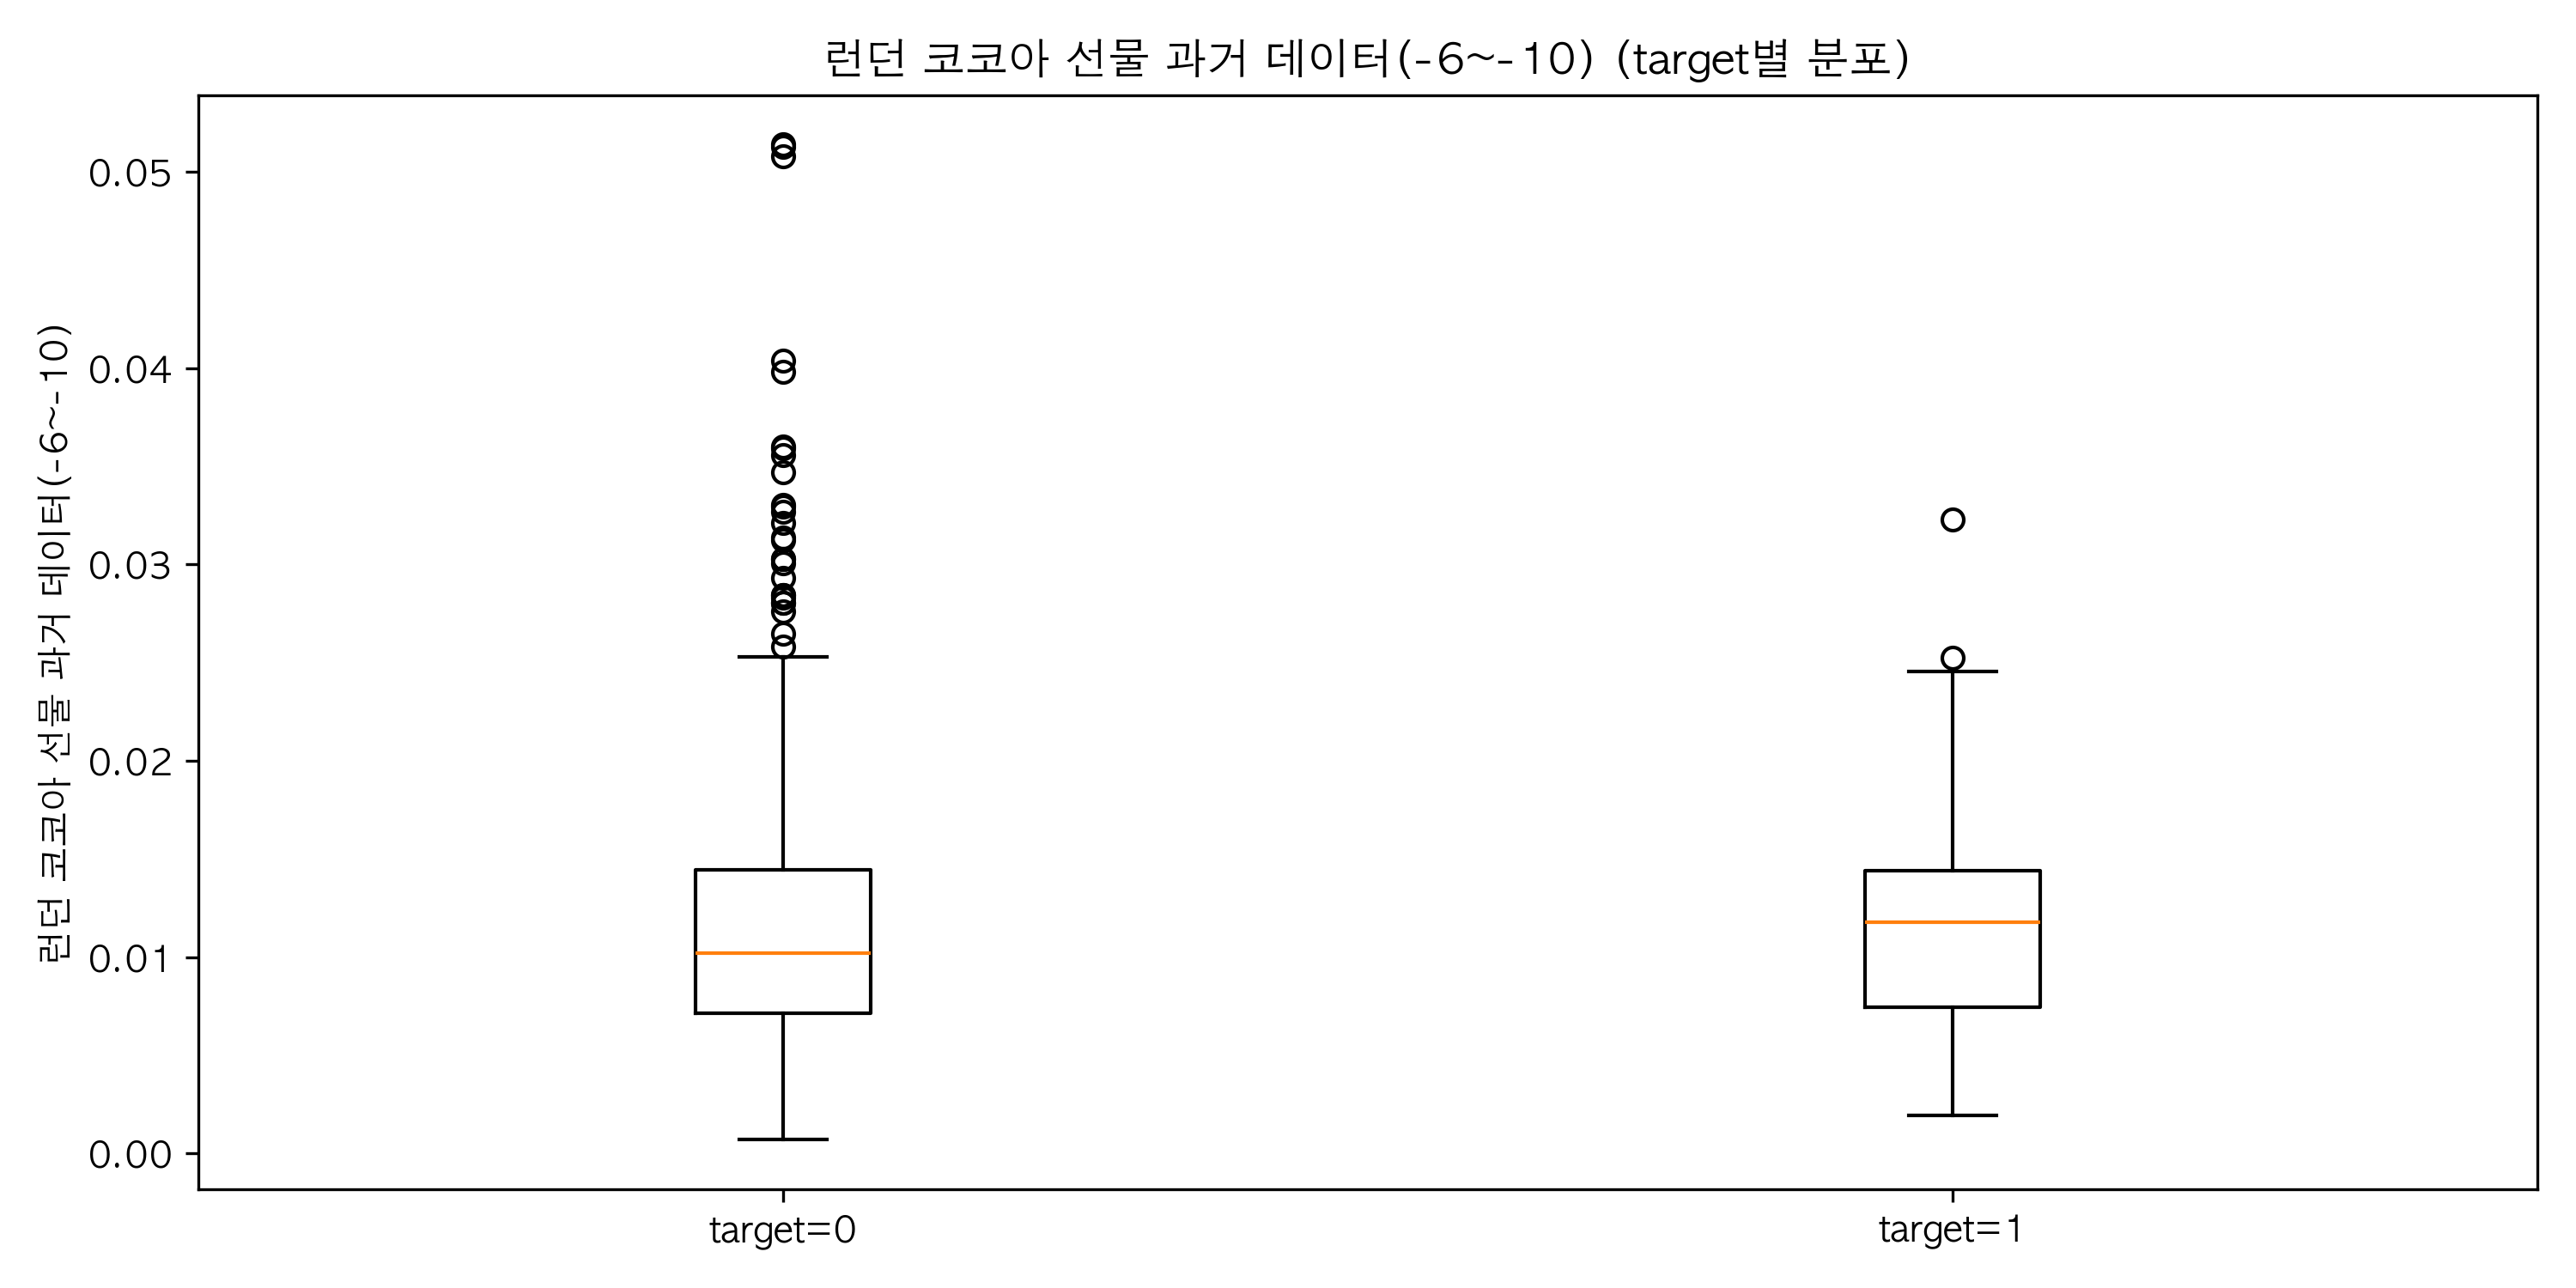 런던 코코아 선물 과거 데이터(-6~-10) (target별 분포)
런던 코코아 선물 과거 데이터(-6~-10)
0.05
0.04
0.03
0.02
0.01
0.00
target=0
target=1